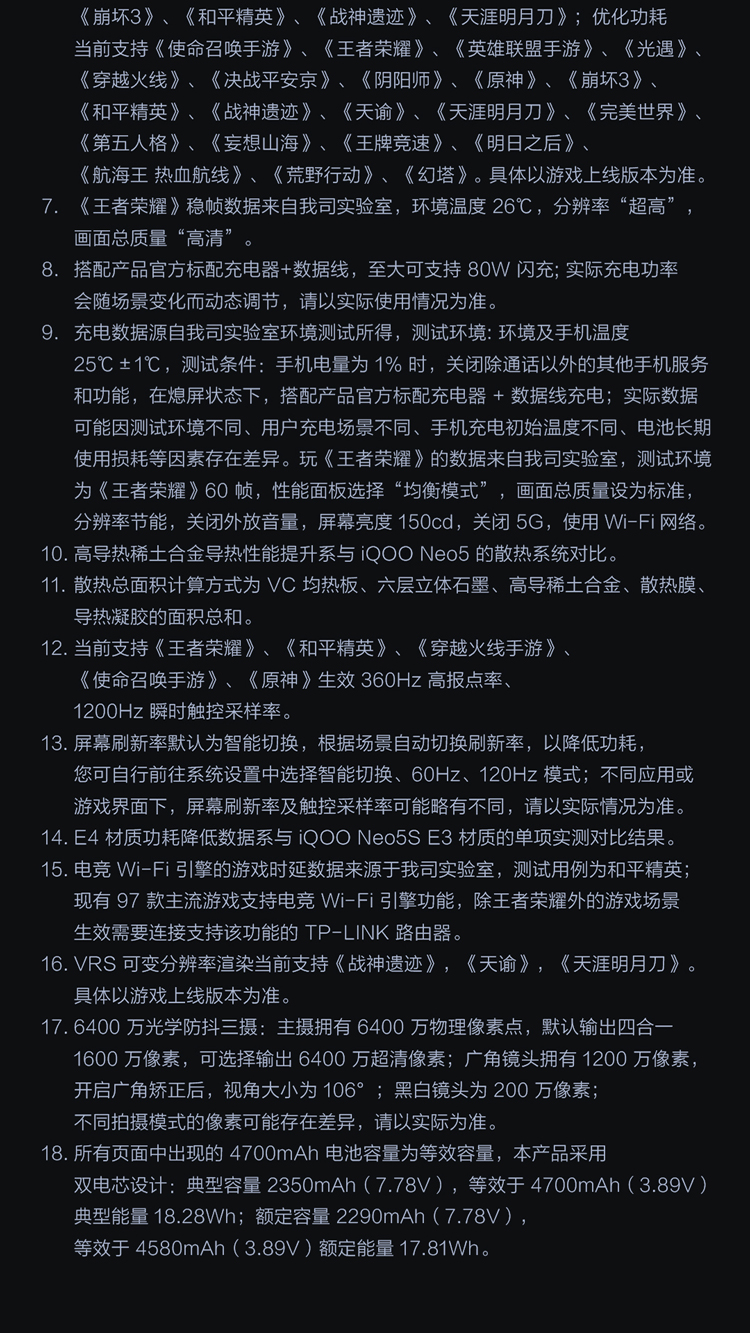 《崩坏3》、《和平精英》、《战神遗迹》、《天涯明月刀》；优化功耗
当前支持《使命召唤手游》、《王者荣耀》、《英雄联盟手游》、《光遇》、
《穿越火线》、《决战平安京》、《阴阳师》、《原神》、《崩坏3》、
《和平精英》、《战神遗迹》、《天谕》、《天涯明月刀》、《完美世界》、
《第五人格》、《妄想山海》、《王牌竞速》、《明日之后》、
《航海王 热血航线》、《荒野行动》、《幻塔》。具体以游戏上线版本为准。
7. 《王者荣耀》稳帧数据来自我司实验室，环境温度 26℃，分辨率“超高”，
画面总质量“高清”。
8. 搭配产品官方标配充电器+数据线，至大可支持 80W 闪充; 实际充电功率
会随场景变化而动态调节，请以实际使用情况为准。
9. 充电数据源自我司实验室环境测试所得，测试环境: 环境及手机温度
25℃±1℃，测试条件：手机电量为 1% 时，关闭除通话以外的其他手机服务
和功能，在熄屏状态下，搭配产品官方标配充电器 + 数据线充电；实际数据
可能因测试环境不同、用户充电场景不同、手机充电初始温度不同、电池长期
使用损耗等因素存在差异。玩《王者荣耀》的数据来自我司实验室，测试环境
为《王者荣耀》60 帧，性能面板选择“均衡模式”，画面总质量设为标准，
分辨率节能，关闭外放音量，屏幕亮度 150cd，关闭 5G，使用 Wi-Fi 网络。
10. 高导热稀土合金导热性能提升系与 iQOO Neo5 的散热系统对比。
11. 散热总面积计算方式为 VC 均热板、六层立体石墨、高导稀土合金、散热膜、
导热凝胶的面积总和。
12. 当前支持《王者荣耀》、《和平精英》、《穿越火线手游》、
《使命召唤手游》、《原神》生效 360Hz 高报点率、
1200Hz 瞬时触控采样率。
13. 屏幕刷新率默认为智能切换，根据场景自动切换刷新率，以降低功耗，
您可自行前往系统设置中选择智能切换、60Hz、120Hz 模式；不同应用或
游戏界面下，屏幕刷新率及触控采样率可能略有不同，请以实际情况为准。
14. E4 材质功耗降低数据系与 iQOO Neo5S E3 材质的单项实测对比结果。
15. 电竞 Wi-Fi 引擎的游戏时延数据来源于我司实验室，测试用例为和平精英；
现有 97 款主流游戏支持电竞 Wi-Fi 引擎功能，除王者荣耀外的游戏场景
生效需要连接支持该功能的 TP-LINK 路由器。
16. VRS 可变分辨率渲染当前支持《战神遗迹》，《天谕》，《天涯明月刀》。
具体以游戏上线版本为准。
17. 6400 万光学防抖三摄：主摄拥有 6400 万物理像素点，默认输出四合一
1600 万像素，可选择输出 6400 万超清像素；广角镜头拥有 1200 万像素，
开启广角矫正后，视角大小为 106°；黑白镜头为 200 万像素；
不同拍摄模式的像素可能存在差异，请以实际为准。
18. 所有页面中出现的 4700mAh 电池容量为等效容量，本产品采用
双电芯设计：典型容量 2350mAh（7.78V），等效于 4700mAh（3.89V）
典型能量 18.28Wh；额定容量 2290mAh（7.78V），
等效于 4580mAh（3.89V）额定能量 17.81Wh。